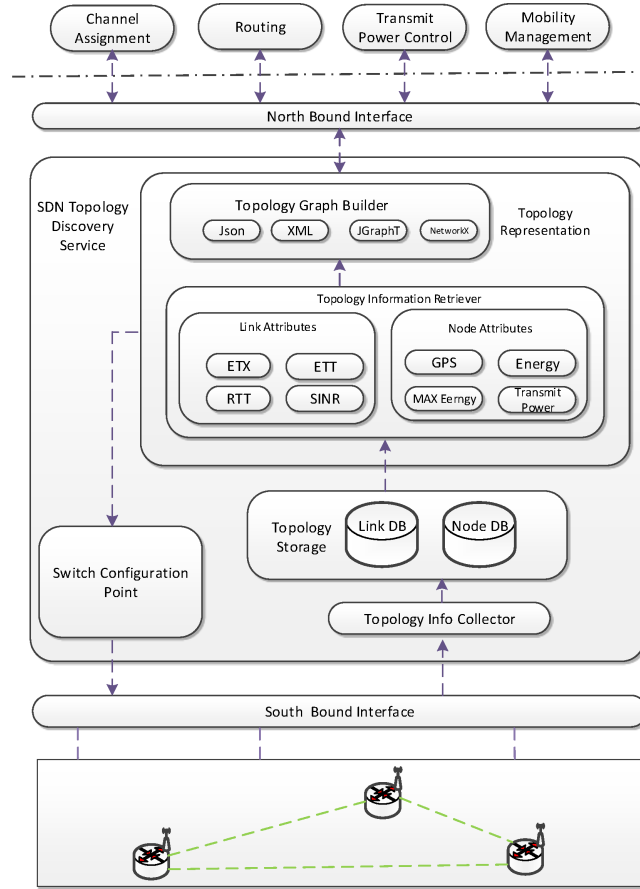 Channel
Assignment
Routing
Transmit
Power Control
Mobility
Management
North Bound Interface
SDN Topology
Discovery
Service
Topology Graph Builder
Json
XML
JGraphT
NetworkX
Topology
Representation
Topology Information Retriever
Link Attributes
ETX
ETT
RTT
SINR
Node Attributes
GPS
Energy
MAX Eerngy
Transmit
Power
Topology
Storage
Link DB
Node DB
Switch Configuration
Point
Topology Info Collector
South Bound Interface